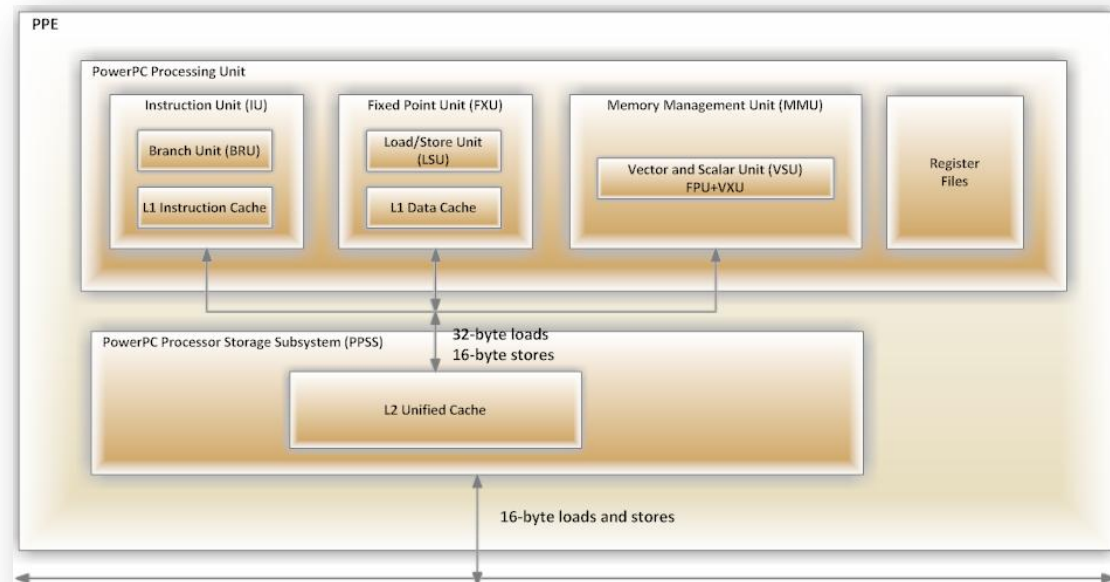 PPE
PowerPC Processing Unit
Instruction Unit (IU)
Branch Unit (BRU)
L1 Instruction Cache
Fixed Point Unit (FXU)
Load/Store Unit
(LSU)
L1 Data Cache
Memory Management Unit (MMU)
Vector and Scalar Unit (VSU)
FPU+VXU
Register
Files
32-byte loads
16-byte stores
PowerPC Processor Storage Subsystem (PPSS)
L2 Unified Cache
16-byte loads and stores